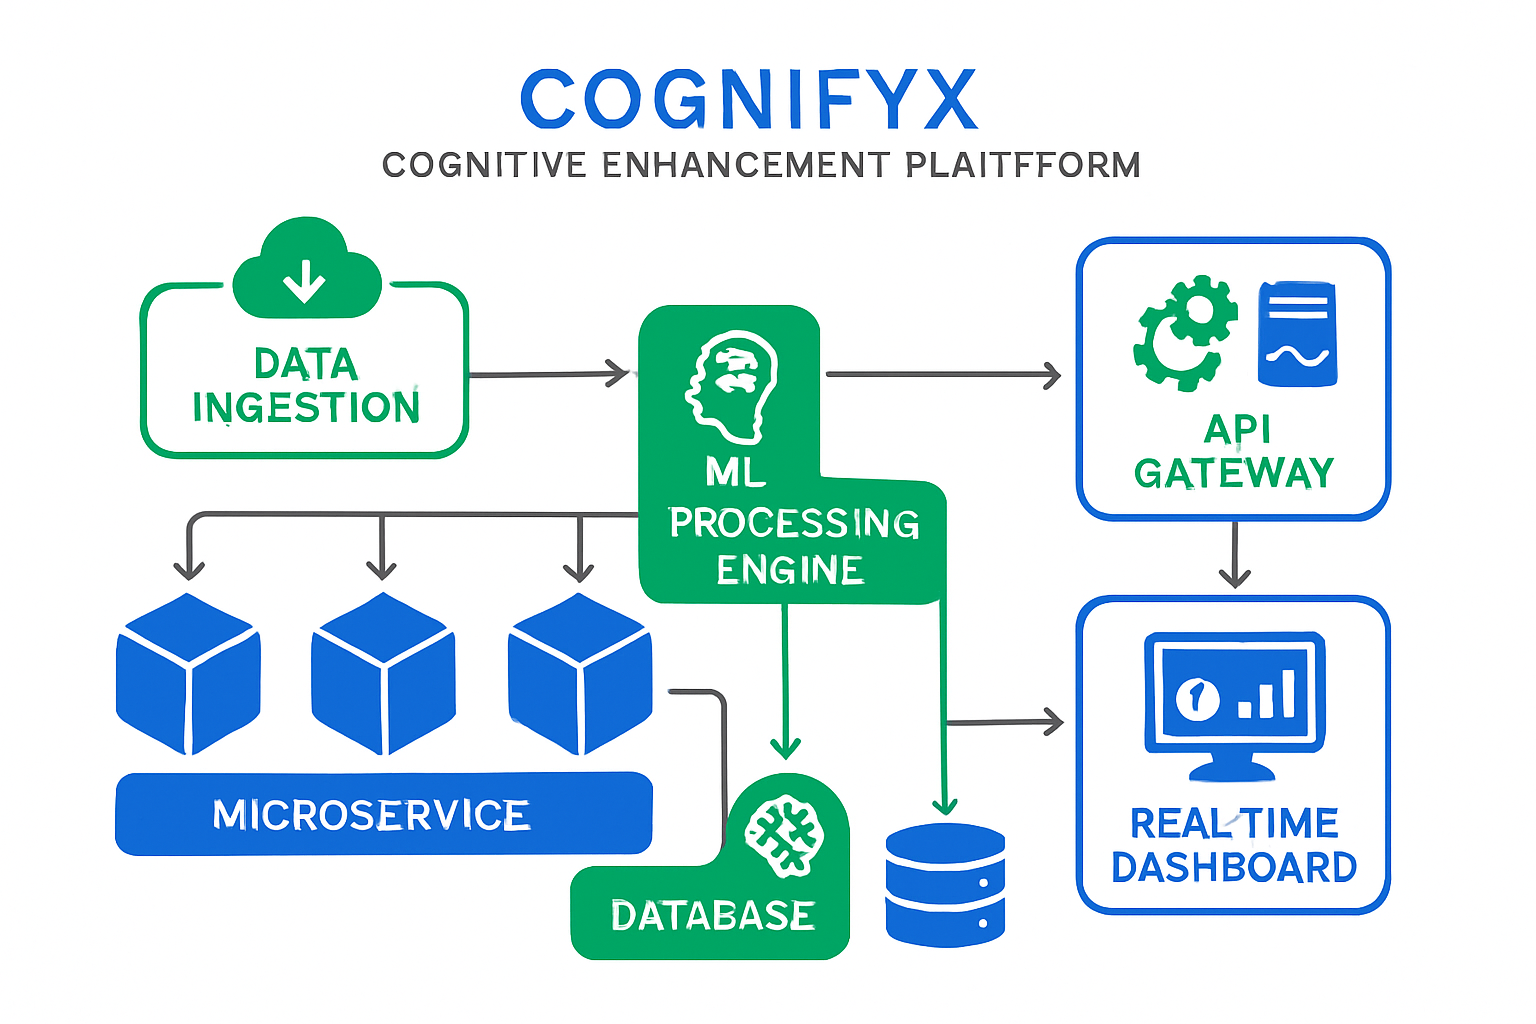 COGNIFYX
COGNITIVE ENHANCEMENT PLAITFFORM
DATA
INGESTION
ML
PROCESSING
ENGINE
API
GATEWAY
MICROSERVICE
DATABASE
REAL TIME
DASHBOARD